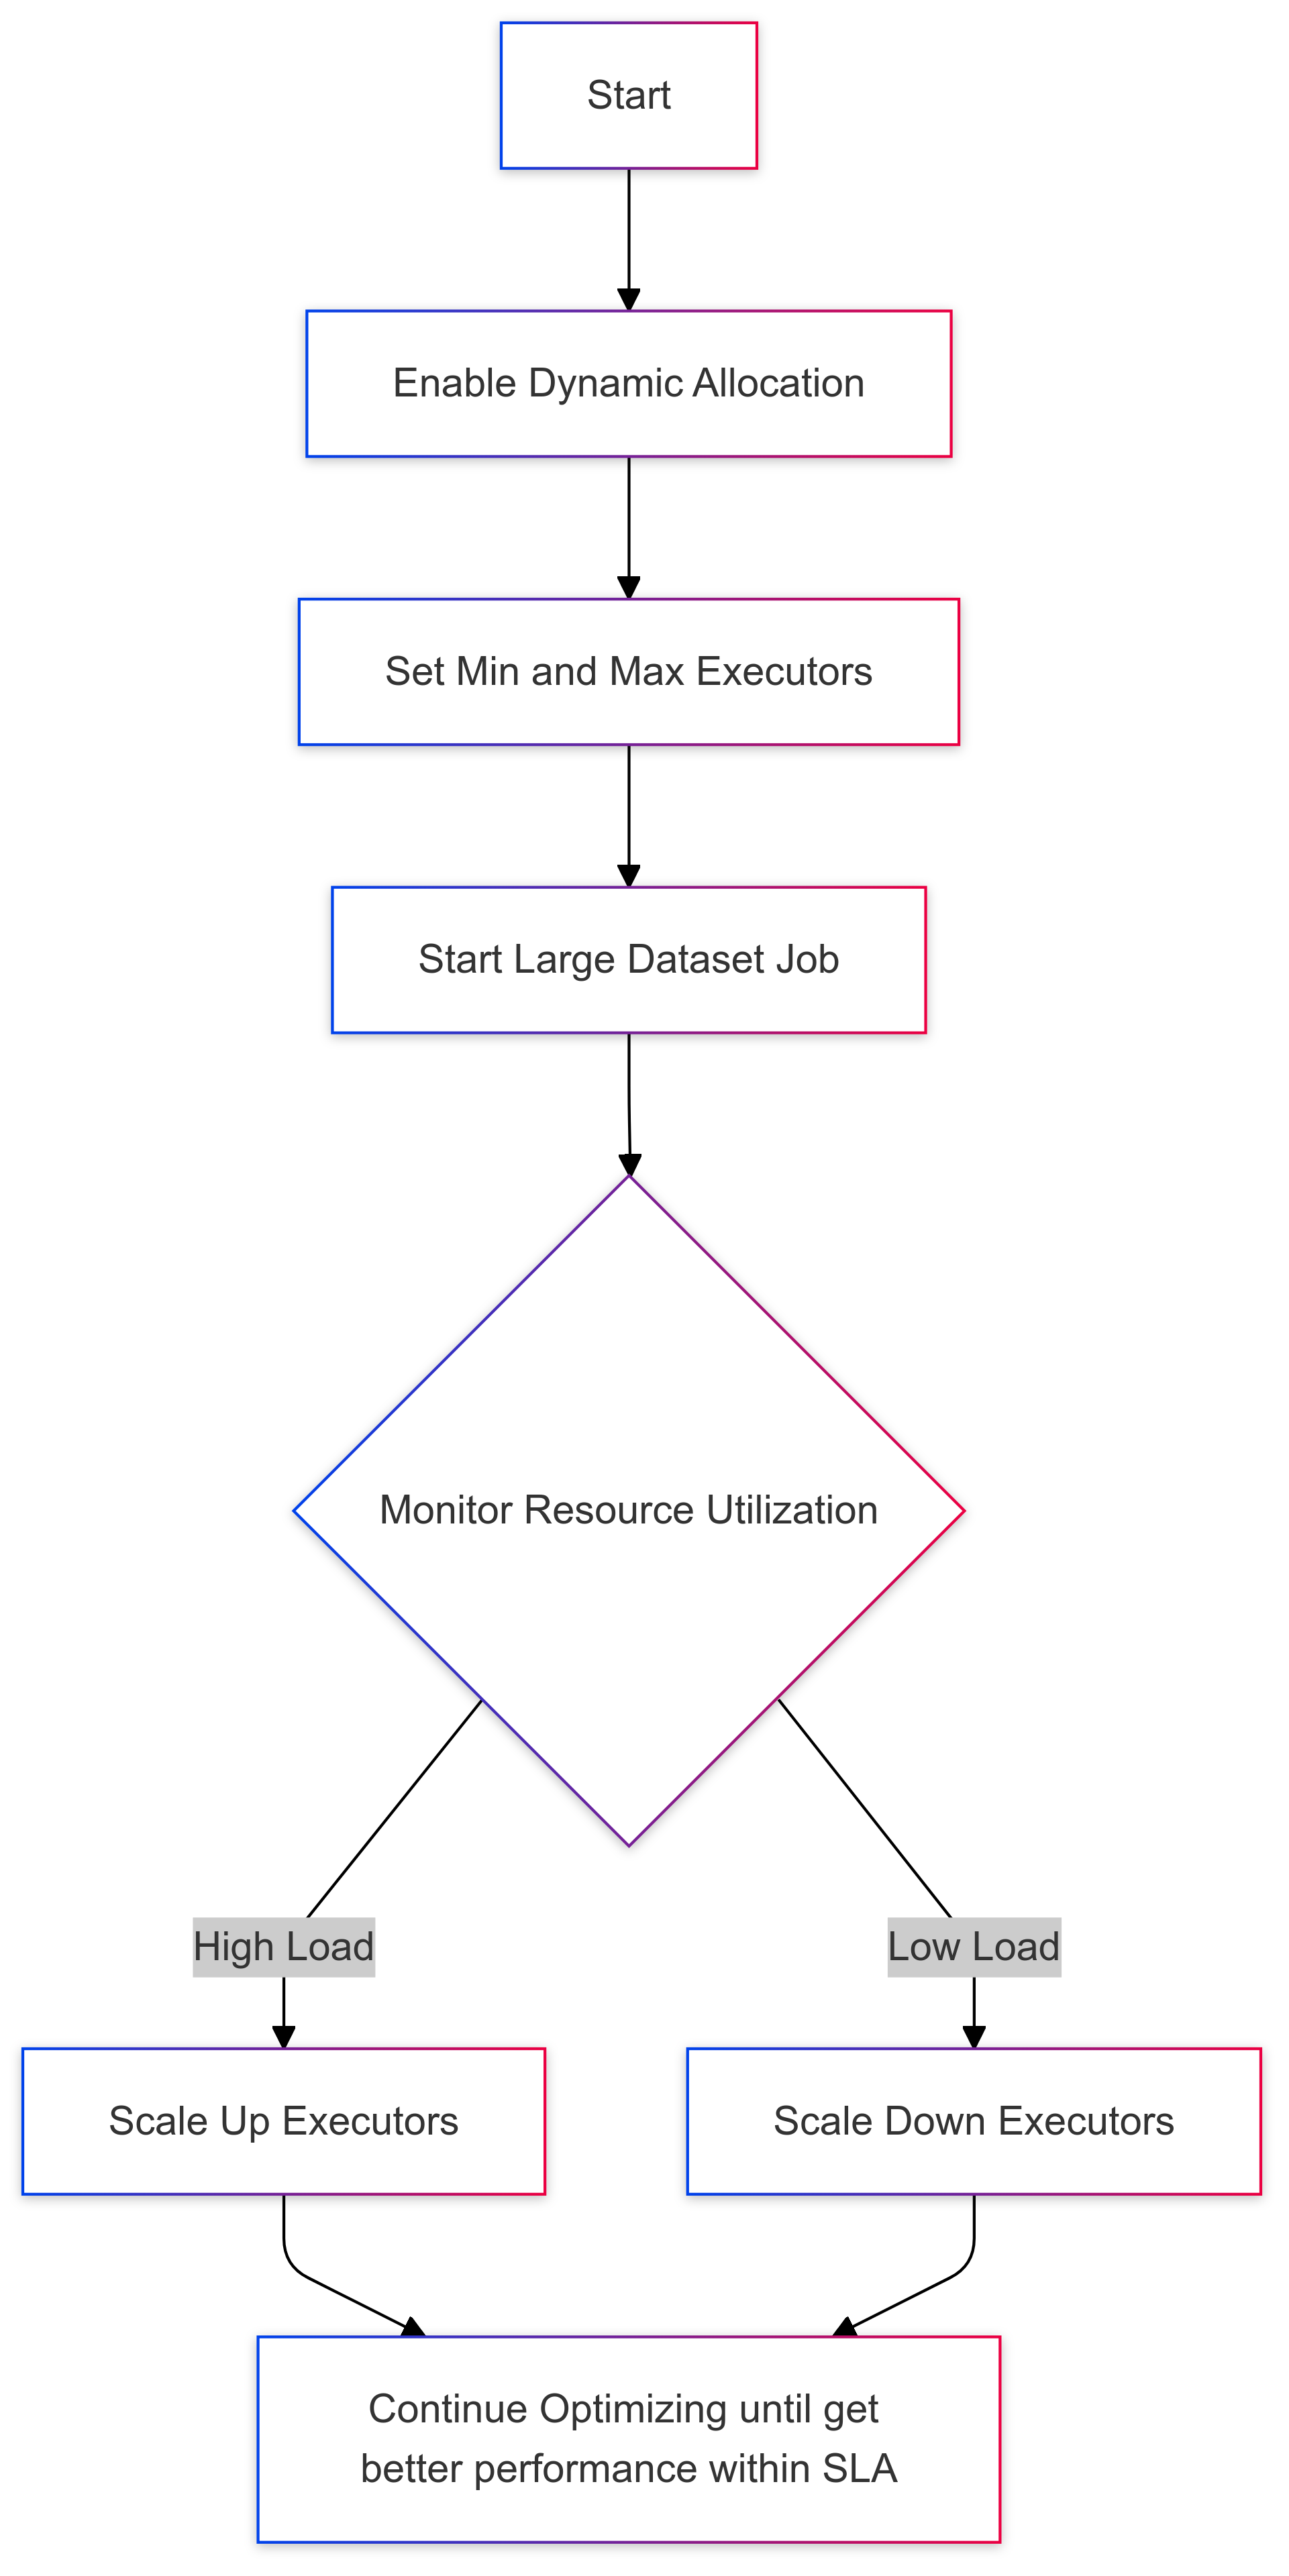 Start
Enable Dynamic Allocation
Set Min and Max Executors
Start Large Dataset Job
Monitor Resource Utilization
High Load
Low Load
Scale Up Executors
Scale Down Executors
Continue Optimizing until get
better performance within SLA